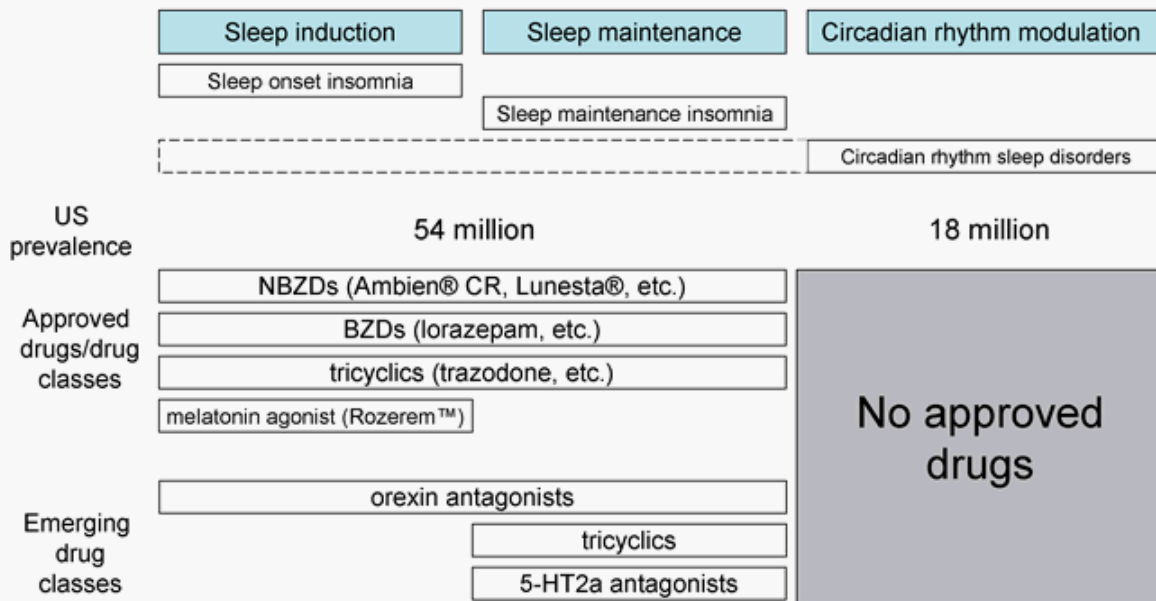 Sleep induction
Sleep maintenance
Circadian rhythm modulation
Sleep onset insomnia
Sleep maintenance insomnia
Circadian rhythm sleep disorders
US
prevalence
54 million
18 million
Approved
drugs/drug
classes
NBZDs (Ambien® CR, Lunesta®, etc.)
BZDs (lorazepam, etc.)
tricyclics (trazodone, etc.)
melatonin agonist (Rozerem™)
No approved
drugs
Emerging
drug
classes
orexin antagonists
tricyclics
5-HT2a antagonists